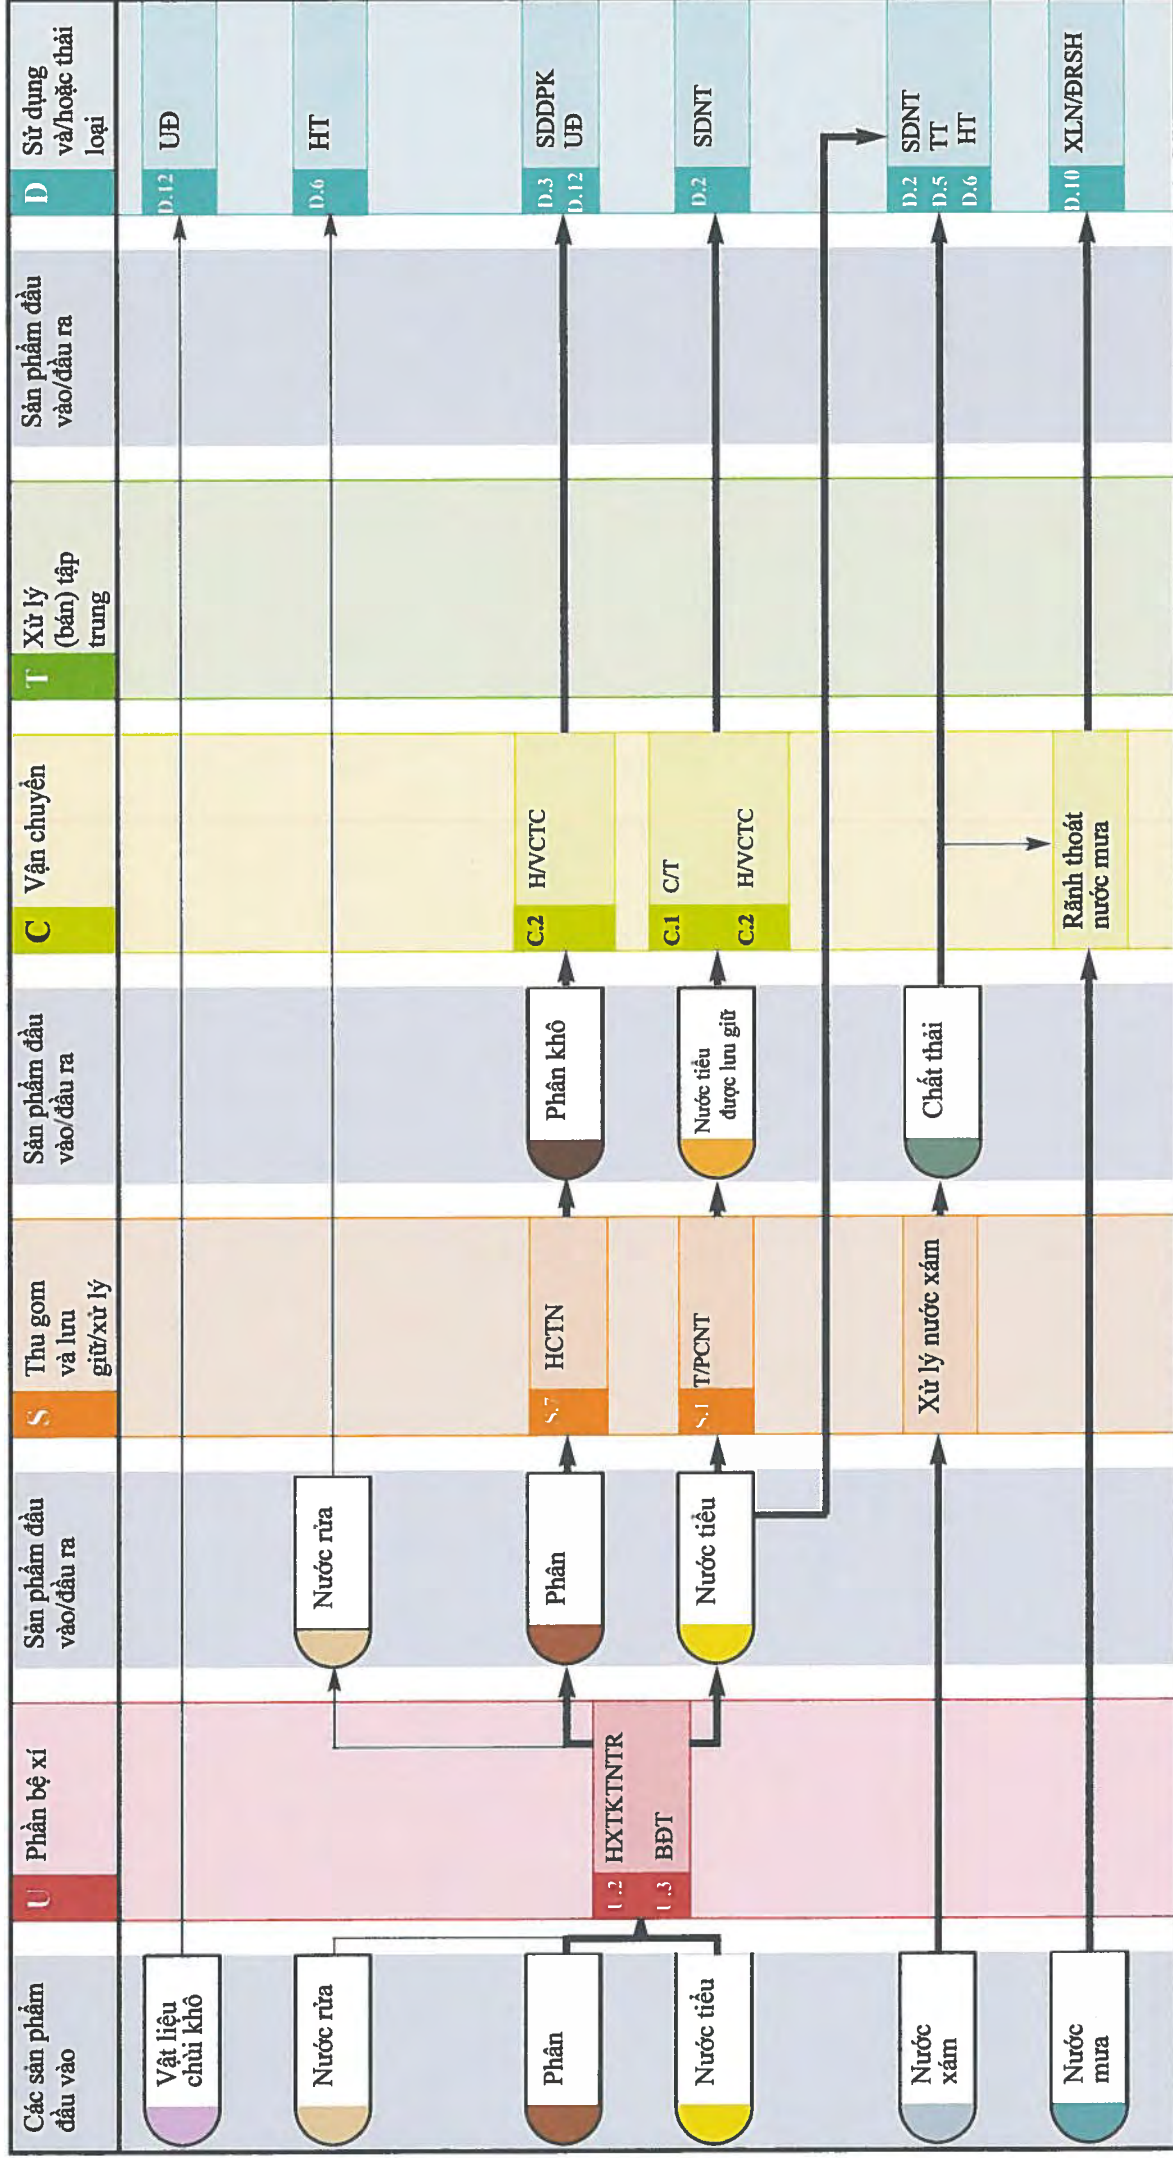 Các sản phẩm
đầu vào
U
Phần bệ xí
Sản phẩm đầu
vào/đầu ra
S
Thu gom
và lưu
giữ/xử lý
Sản phẩm đầu
vào/đầu ra
C
Vận chuyển
T
Xử lý
(bán) tập
trung
Sản phẩm đầu
vào/đầu ra
D
Sử dụng
và/hoặc thải
loại
Vật liệu
chùi khô
D.12
UĐ
Nước rửa
Nước rửa
D.6
HT
Phân
U.2
HXTKTNTR
U.3
BĐT
Phân
S.7
HCTN
Phân khô
C.2
H/VCTC
D.3
SDDPK
D.12
UĐ
Nước tiểu
Nước tiểu
S.1
T/PCNT
Nước tiểu
được lưu giữ
C.1
C/T
C.2
H/VCTC
D.2
SDNT
Nước
xám
Xử lý nước xám
Chất thải
D.2
SDNT
D.5
TT
D.6
HT
Nước
mưa
Rãnh thoát
nước mưa
D.10
XLN/ĐRSH